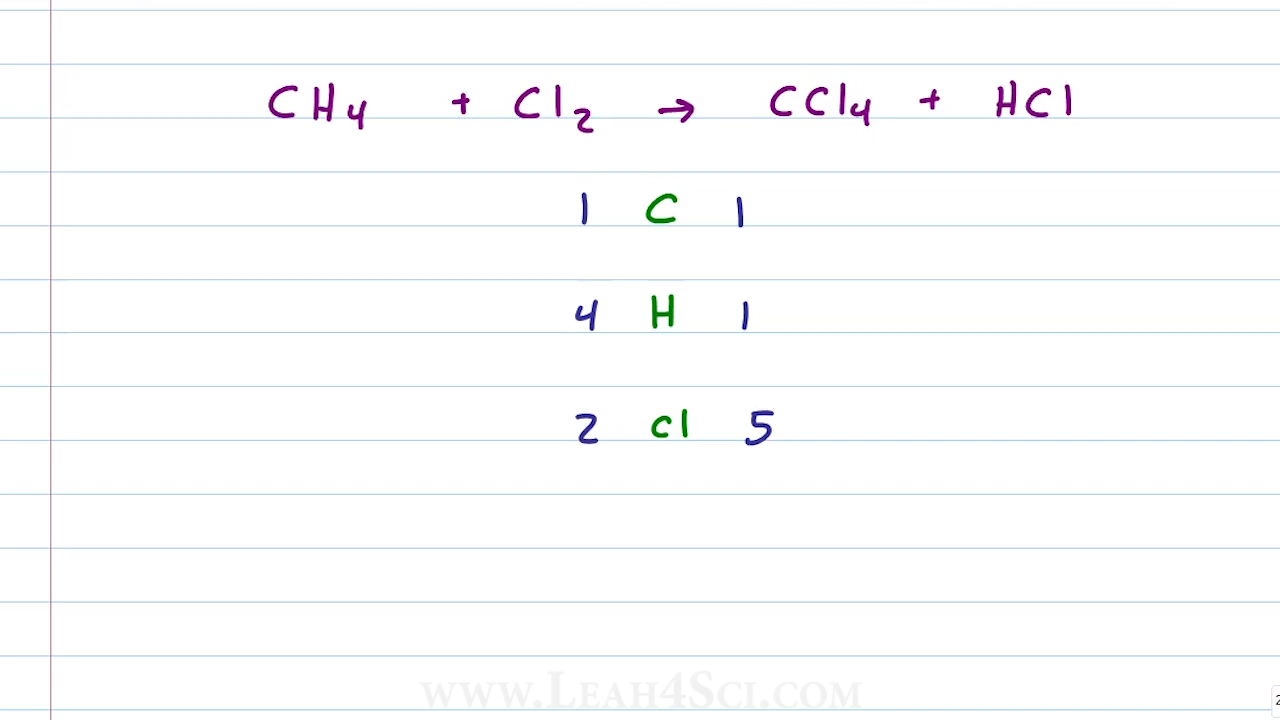 CH₄ + Cl₂ → CCl₄ + HCl
1 C 1
4 H 1
2 Cl 5
www.Leah4Sci.com